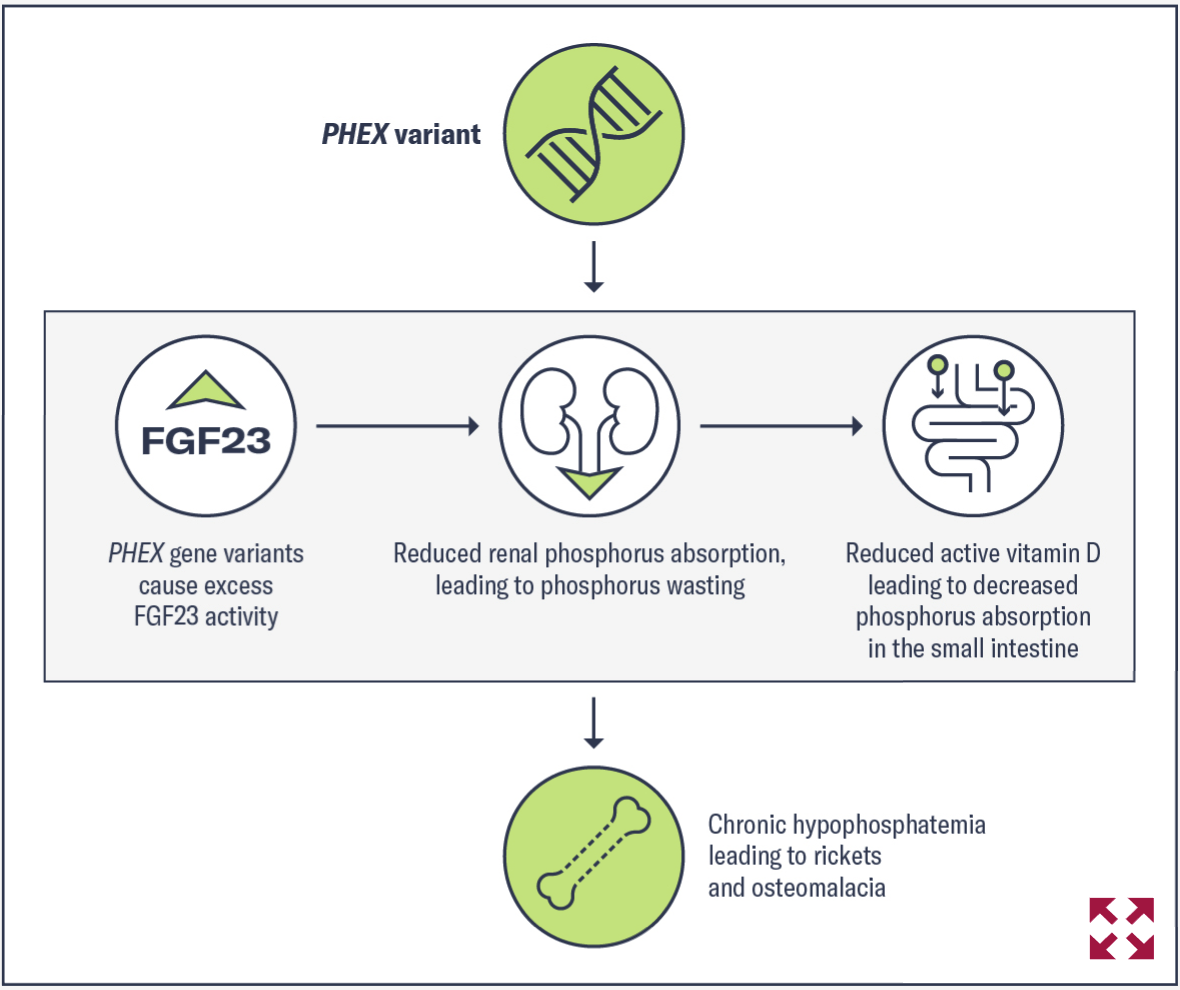 PHEX variant
FGF23
PHEX gene variants
cause excess
FGF23 activity
Reduced renal phosphorus absorption,
leading to phosphorus wasting
Reduced active vitamin D
leading to decreased
phosphorus absorption
in the small intestine
Chronic hypophosphatemia
leading to rickets
and osteomalacia